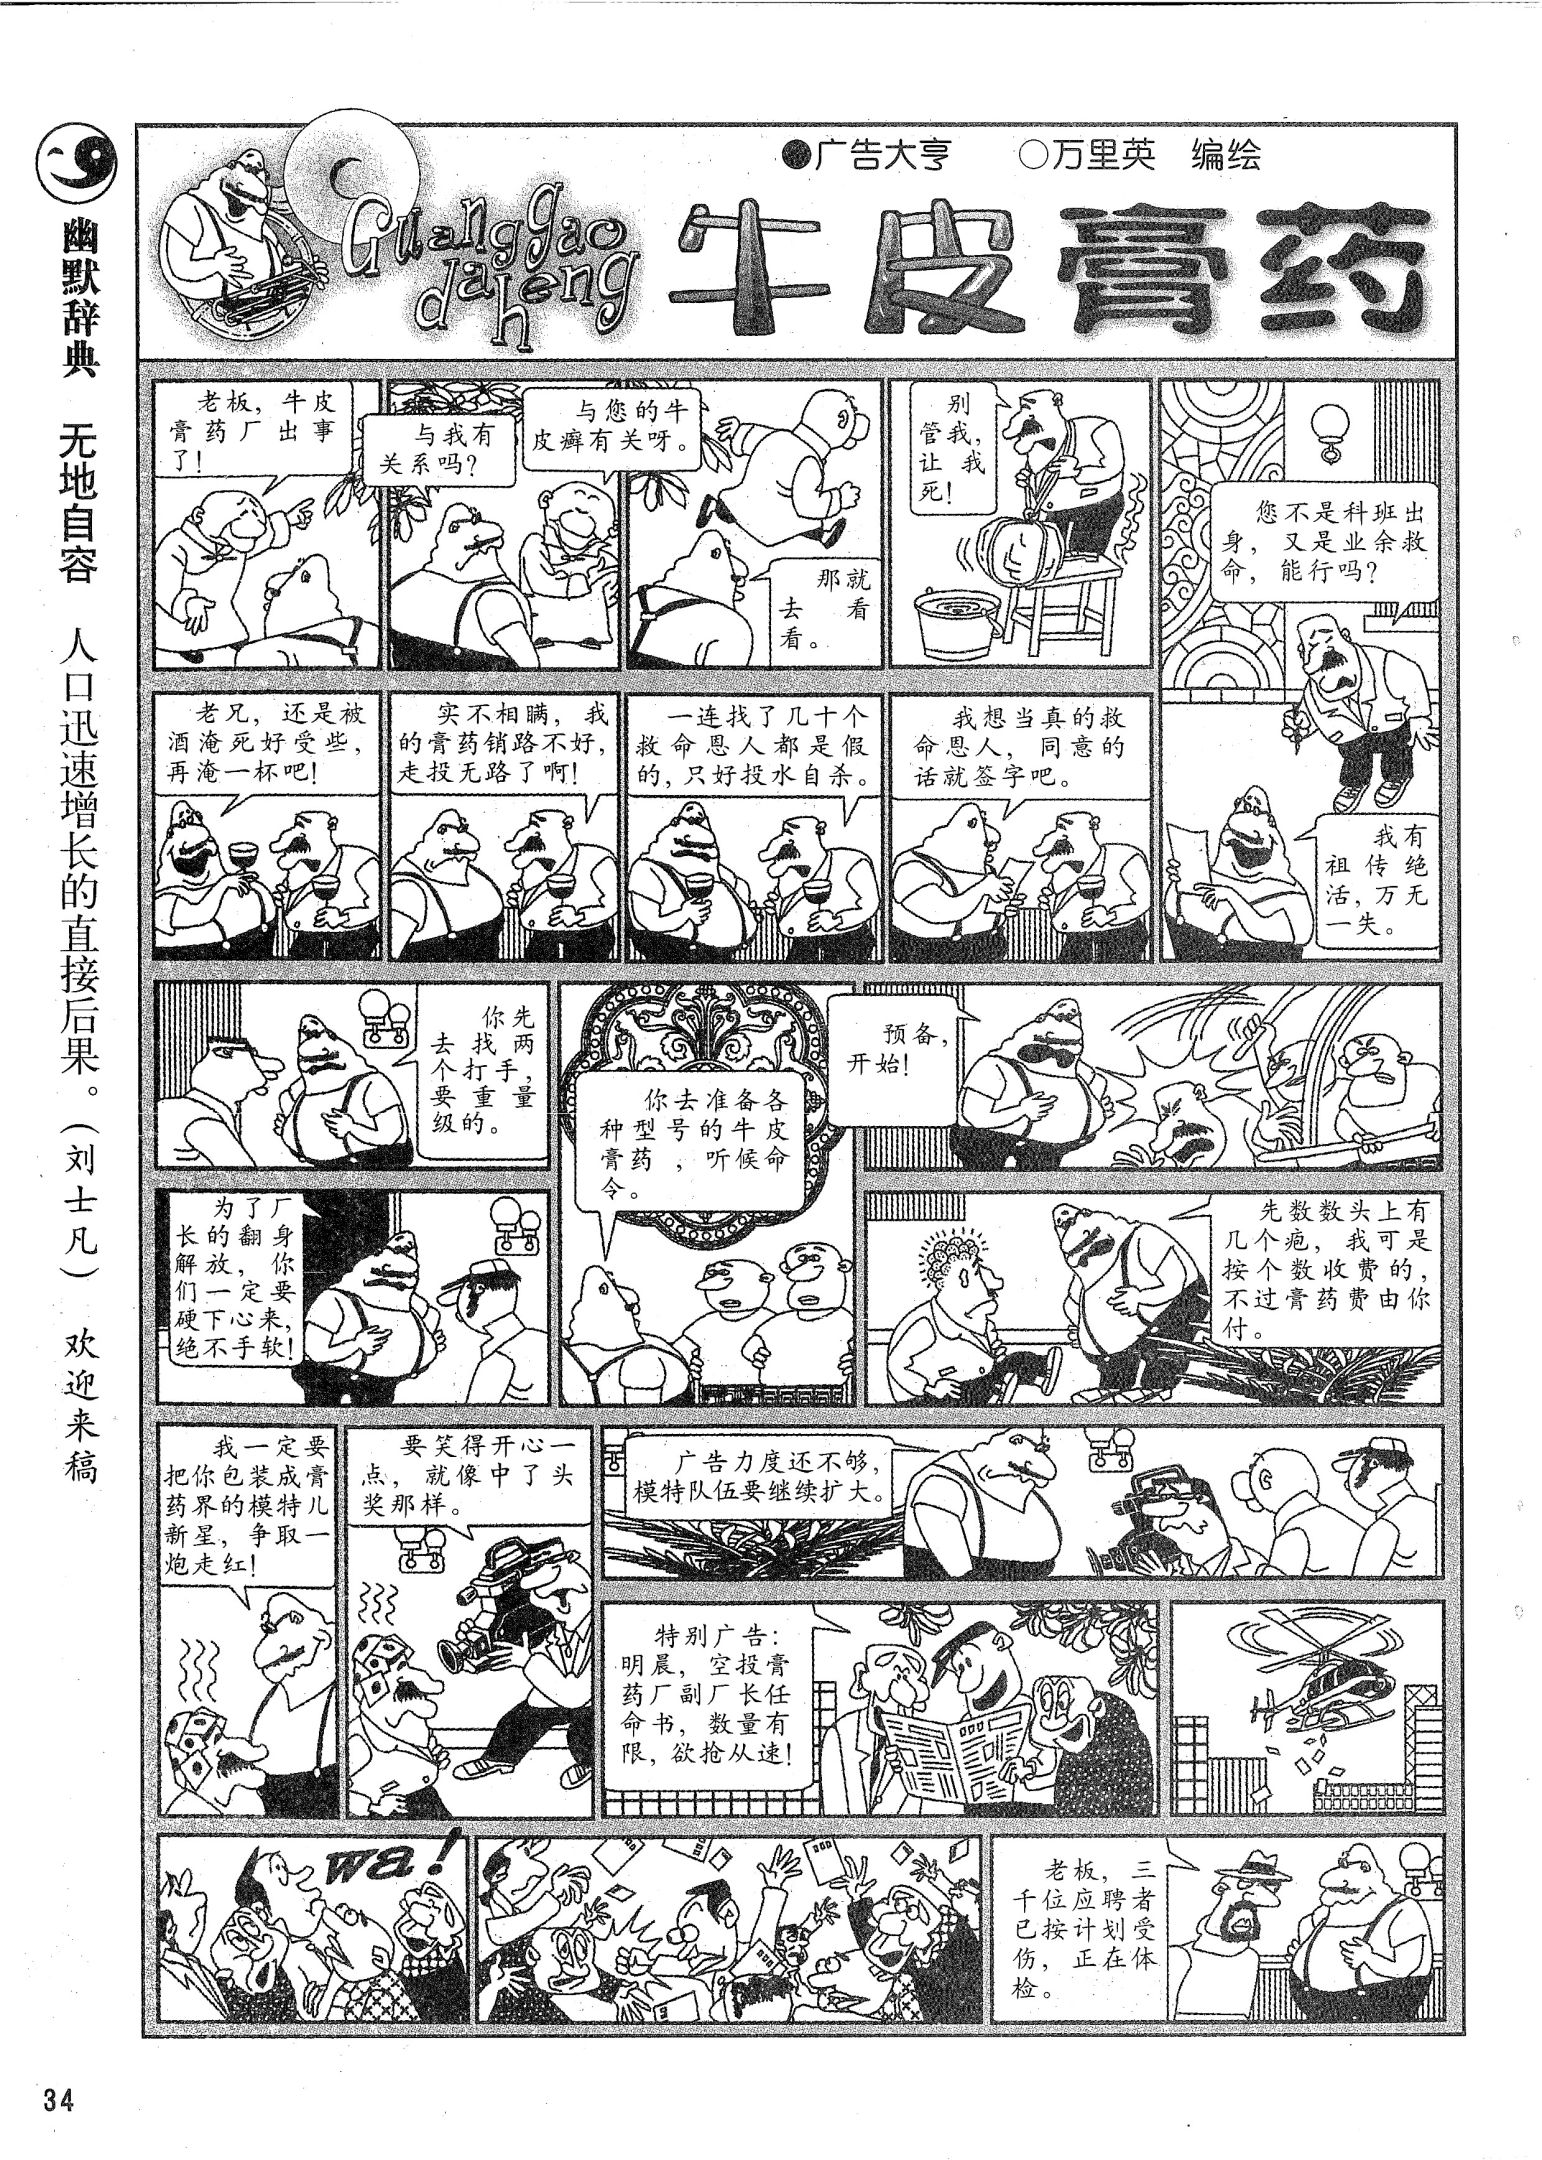 ●广告大亨 ○万里英 编绘
Guanggao
daheng
牛皮膏药
幽默辞典 无地自容 人口迅速增长的直接后果。(刘士凡) 欢迎来稿
老板，牛皮
膏药厂出事
了！
与我有
关系吗？
与您的牛
皮癣有关呀。
那就
去看
看。
别
管我，
让我
死！
您不是科班出
身，又是业余救
命，能行吗？
我有
祖传绝
活，万无
一失。
老兄，还是被
酒淹死好受些，
再淹一杯吧！
实不相瞒，我
的膏药销路不好，
走投无路了啊！
一连找了几十个
救命恩人都是假
的，只好投水自杀。
我想当真的救
命恩人，同意的
话就签字吧。
你先
去找两
个打手，
要重量
级的。
你去准备各
种型号的牛皮
膏药，听候命
令。
预备，
开始！
为了厂
长的翻身
解放，你
们一定要
硬下心来，
绝不手软！
先数数头上有
几个疱，我可是
按个数收费的，
不过膏药费由你
付。
我一定要
把你包装成膏
药界的模特儿
新星，争取一
炮走红！
要笑得开心一
点，就像中了头
奖那样。
广告力度还不够，
模特队伍要继续扩大。
特别广告：
明晨，空投膏
药厂副厂长任
命书，数量有
限，欲抢从速！
wa!
老板，三
千位应聘者
已按计划受
伤，正在体
检。
34